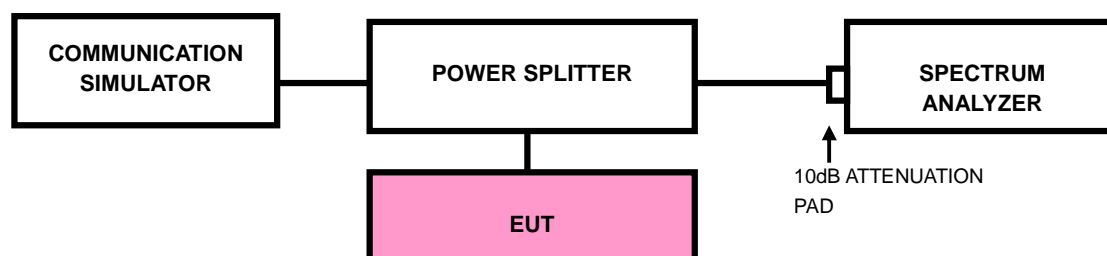 COMMUNICATION
SIMULATOR
POWER SPLITTER
SPECTRUM
ANALYZER
10dB ATTENUATION
PAD
EUT